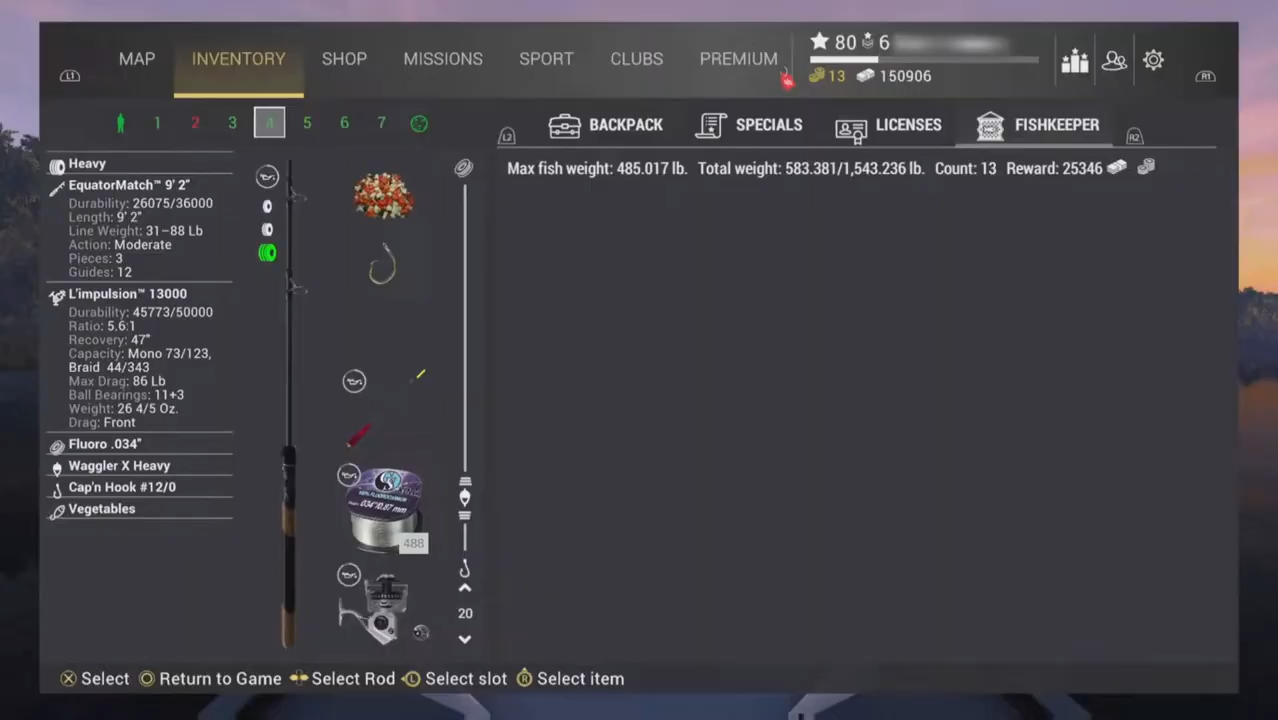 L1
MAP
INVENTORY
SHOP
MISSIONS
SPORT
CLUBS
PREMIUM
80 6
13 150906
R1
1 2 3 4 5 6 7
L2
BACKPACK
SPECIALS
LICENSES
FISHKEEPER
R2
Max fish weight: 485.017 lb. Total weight: 583.381/1,543.236 lb. Count: 13 Reward: 25346
Heavy
EquatorMatch™ 9' 2"
Durability: 26075/36000
Length: 9' 2"
Line Weight: 31–88 Lb
Action: Moderate
Pieces: 3
Guides: 12
L'impulsion™ 13000
Durability: 45773/50000
Ratio: 5.6:1
Recovery: 47"
Capacity: Mono 73/123,
Braid 44/343
Max Drag: 86 Lb
Ball Bearings: 11+3
Weight: 26 4/5 Oz.
Drag: Front
Fluoro .034"
Waggler X Heavy
Cap'n Hook #12/0
Vegetables
488
20
Select
Return to Game
Select Rod
L Select slot
R Select item